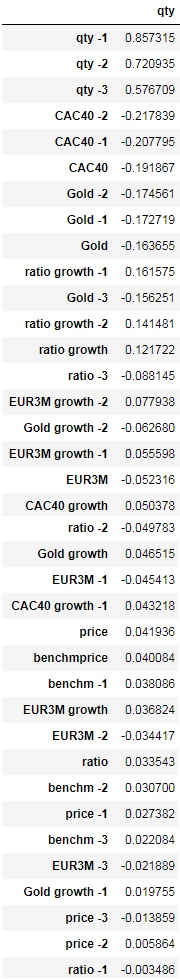 qty
qty -1 0.857315
qty -2 0.720935
qty -3 0.576709
CAC40 -2 -0.217839
CAC40 -1 -0.207795
CAC40 -0.191867
Gold -2 -0.174561
Gold -1 -0.172719
Gold -0.163655
ratio growth -1 0.161575
Gold -3 -0.156251
ratio growth -2 0.141481
ratio growth 0.121722
ratio -3 -0.088145
EUR3M growth -2 0.077938
Gold growth -2 -0.062680
EUR3M growth -1 0.055598
EUR3M -0.052316
CAC40 growth 0.050378
ratio -2 -0.049783
Gold growth 0.046515
EUR3M -1 -0.045413
CAC40 growth -1 0.043218
price 0.041936
benchmprice 0.040084
benchm -1 0.038086
EUR3M growth 0.036824
EUR3M -2 -0.034417
ratio 0.033543
benchm -2 0.030700
price -1 0.027382
benchm -3 0.022084
EUR3M -3 -0.021889
Gold growth -1 0.019755
price -3 -0.013859
price -2 0.005864
ratio -1 -0.003486